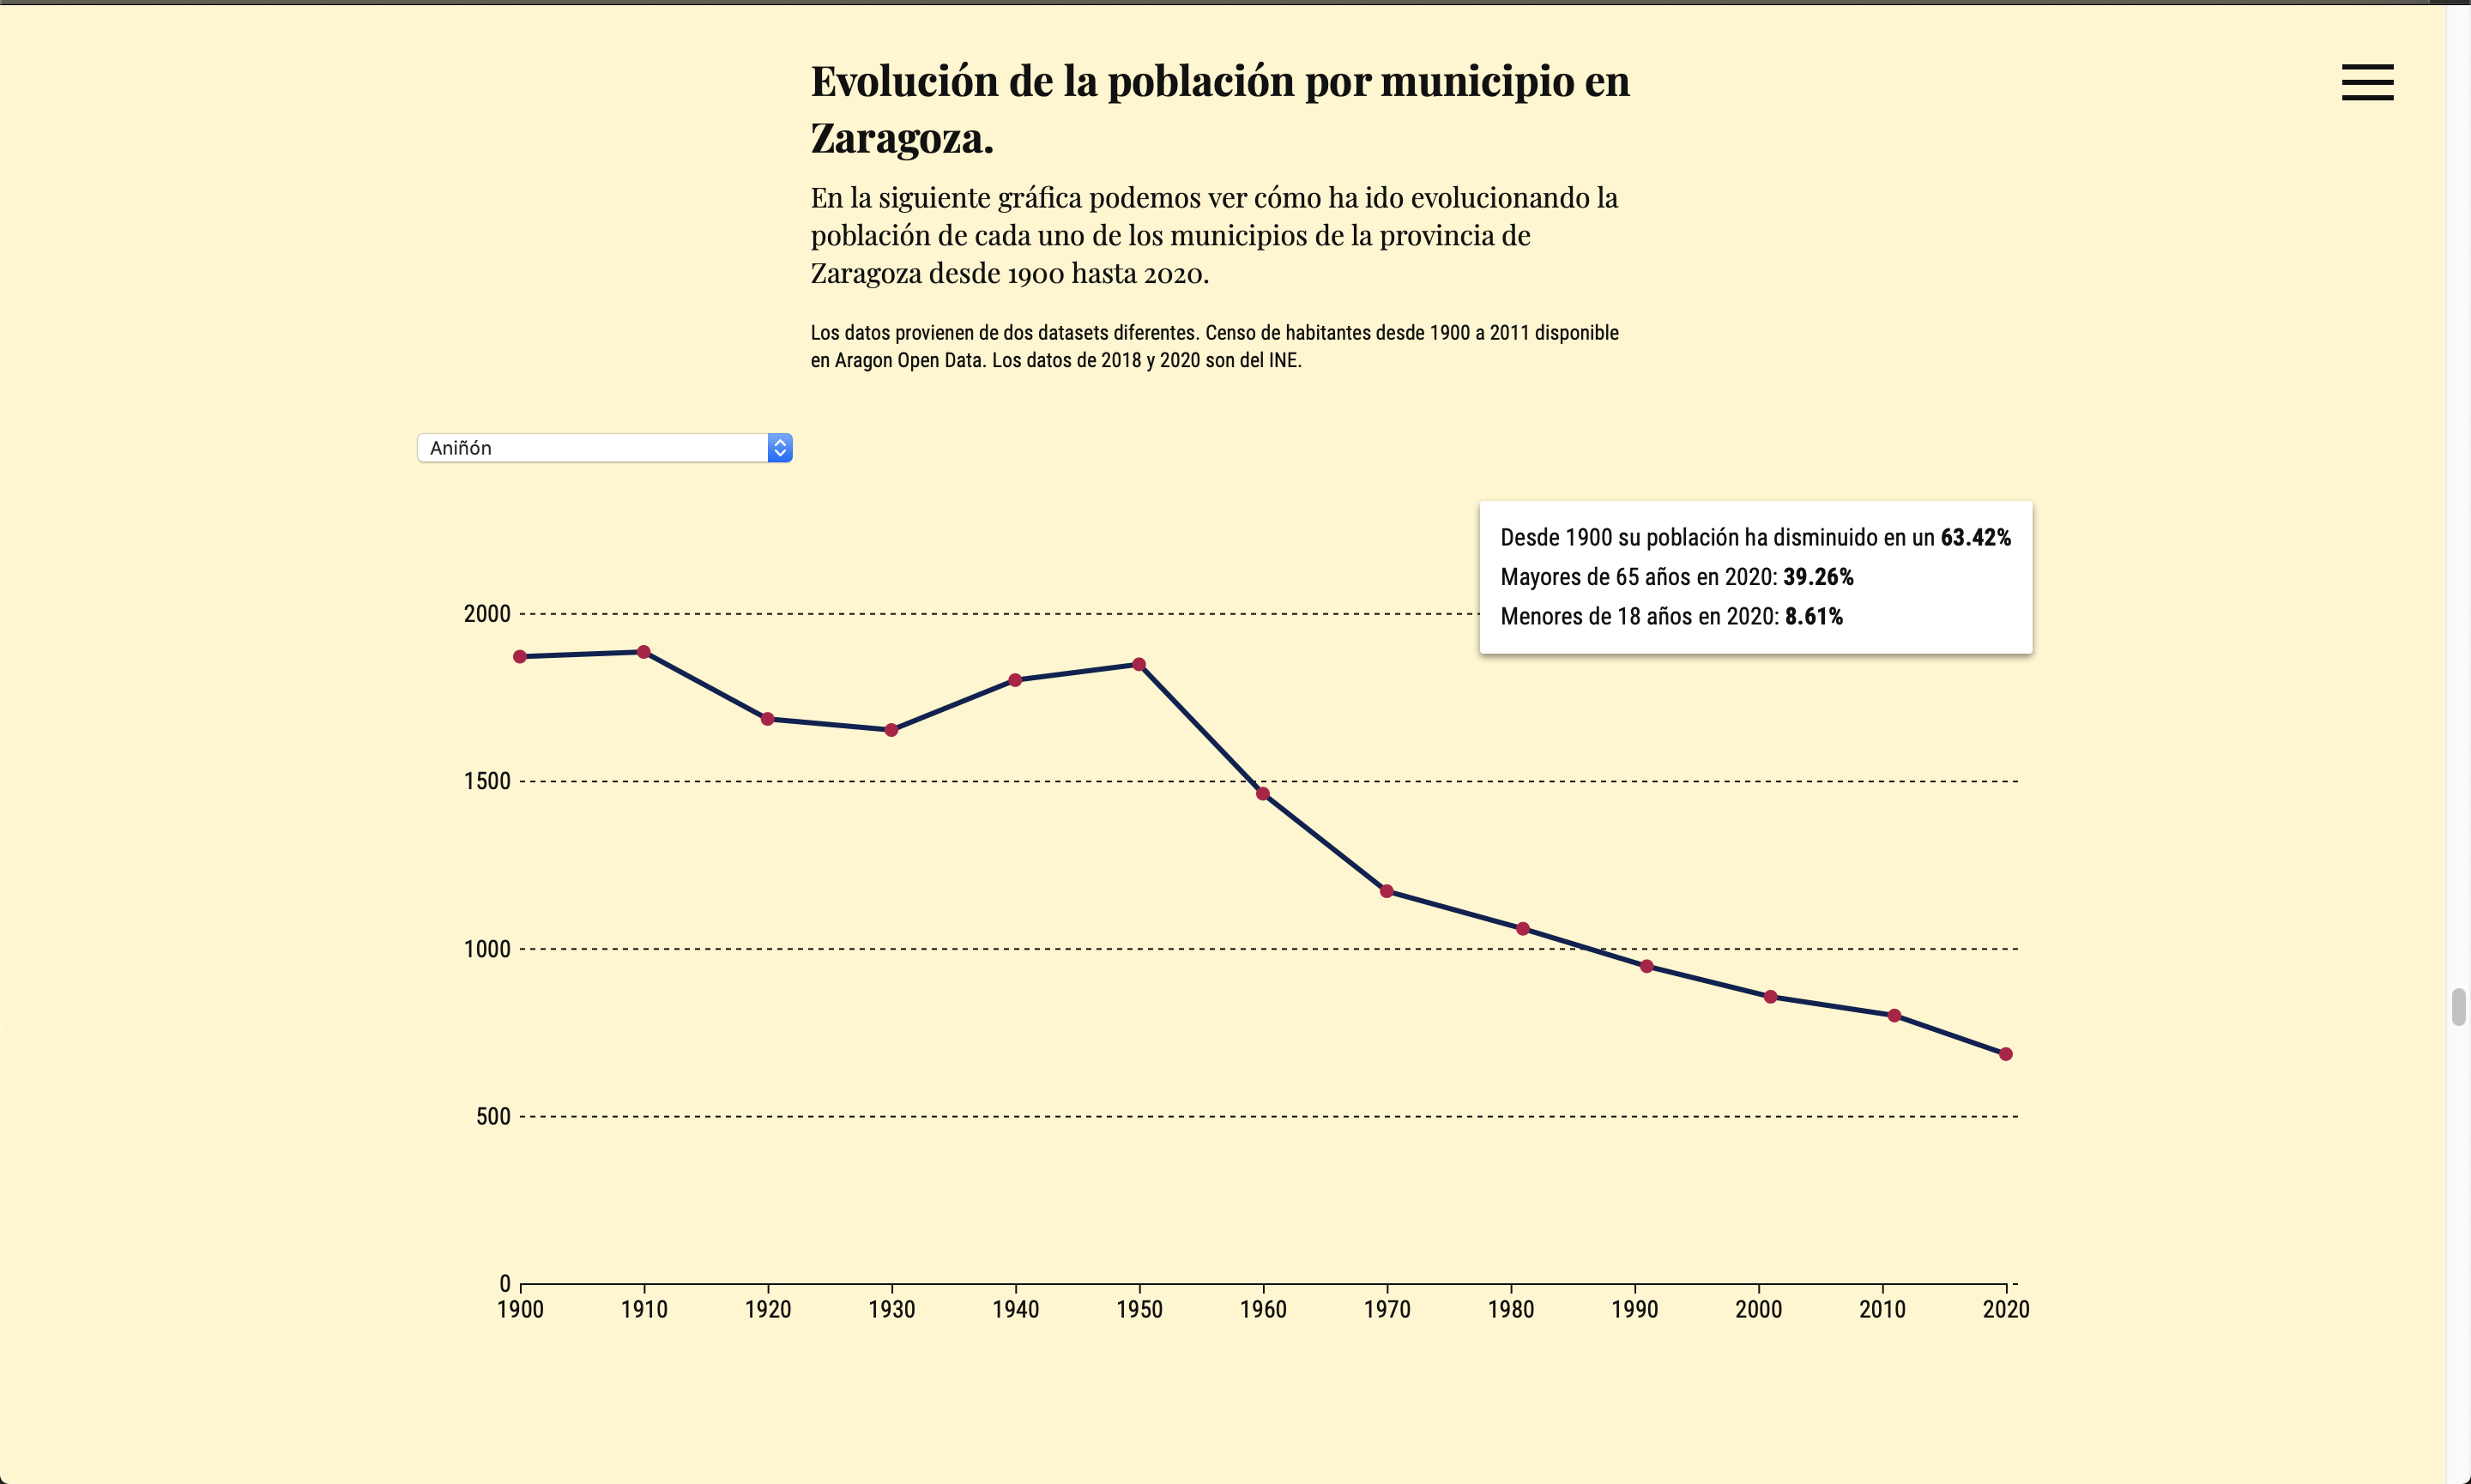 Evolución de la población por municipio en
Zaragoza.
En la siguiente gráfica podemos ver cómo ha ido evolucionando la
población de cada uno de los municipios de la provincia de
Zaragoza desde 1900 hasta 2020.
Los datos provienen de dos datasets diferentes. Censo de habitantes desde 1900 a 2011 disponible
en Aragon Open Data. Los datos de 2018 y 2020 son del INE.
Aniñón
Desde 1900 su población ha disminuido en un 63.42%
Mayores de 65 años en 2020: 39.26%
Menores de 18 años en 2020: 8.61%
2000
1500
1000
500
0
1900 1910 1920 1930 1940 1950 1960 1970 1980 1990 2000 2010 2020